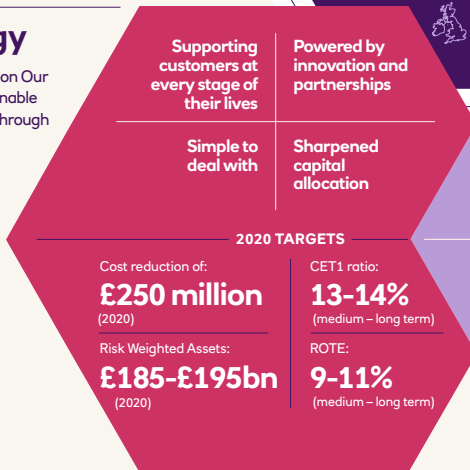 gy
on Our
nable
hrough
Supporting
customers at
every stage of
their lives
Powered by
innovation and
partnerships
Simple to
deal with
Sharpened
capital
allocation
2020 TARGETS
Cost reduction of:
£250 million
(2020)
CET1 ratio:
13-14%
(medium – long term)
Risk Weighted Assets:
£185-£195bn
(2020)
ROTE:
9-11%
(medium – long term)